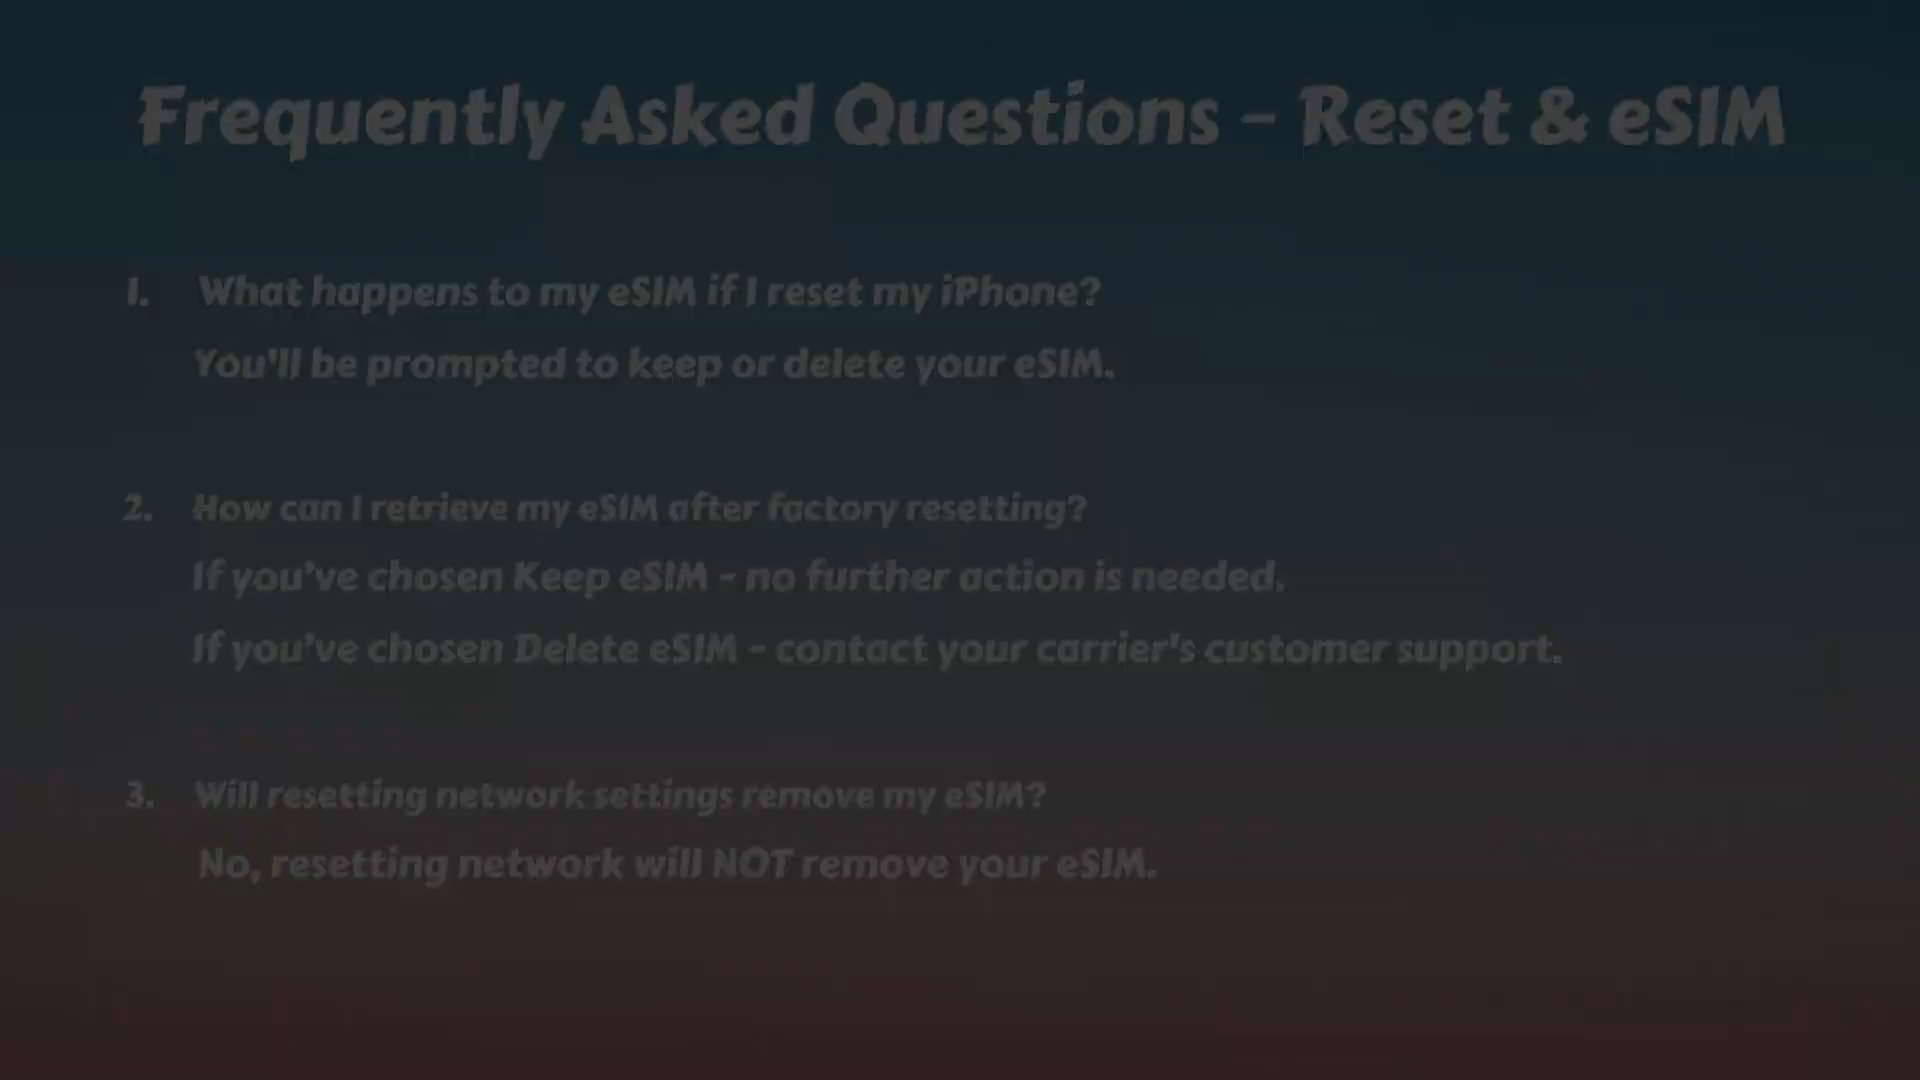 Frequently Asked Questions - Reset & eSIM
1. What happens to my eSIM if I reset my iPhone?
You'll be prompted to keep or delete your eSIM.
2. How can I retrieve my eSIM after factory resetting?
If you’ve chosen Keep eSIM - no further action is needed.
If you’ve chosen Delete eSIM - contact your carrier's customer support.
3. Will resetting network settings remove my eSIM?
No, resetting network will NOT remove your eSIM.